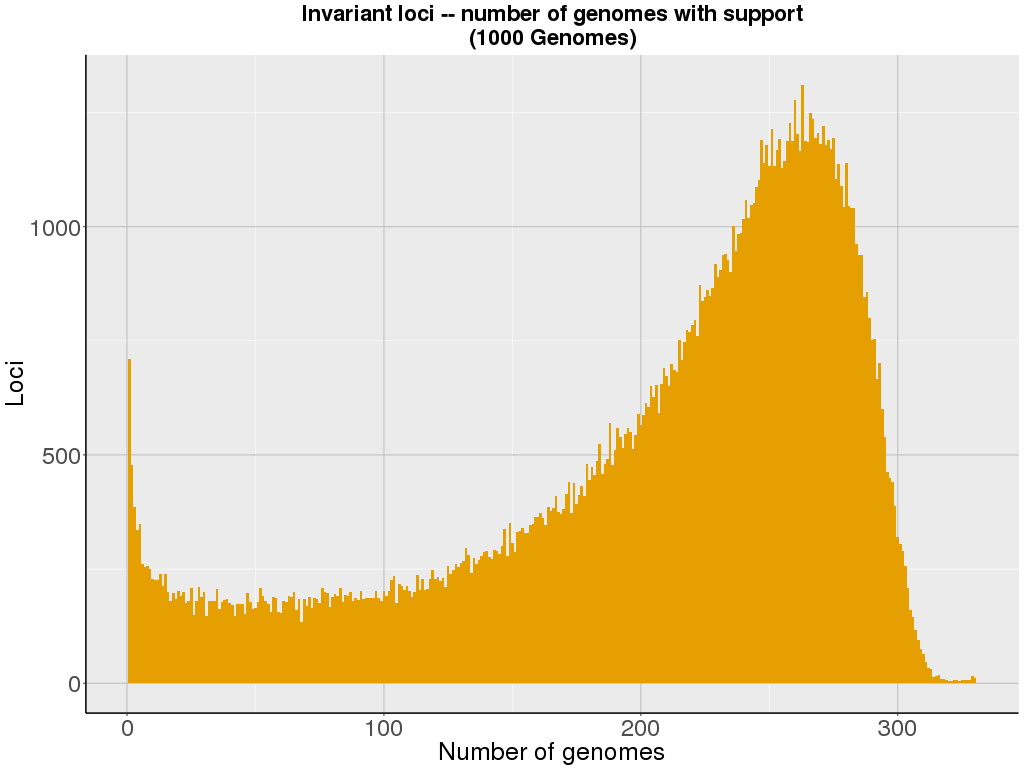 Invariant loci -- number of genomes with support
(1000 Genomes)
1000
500
0
Loci
0 100 200 300
Number of genomes